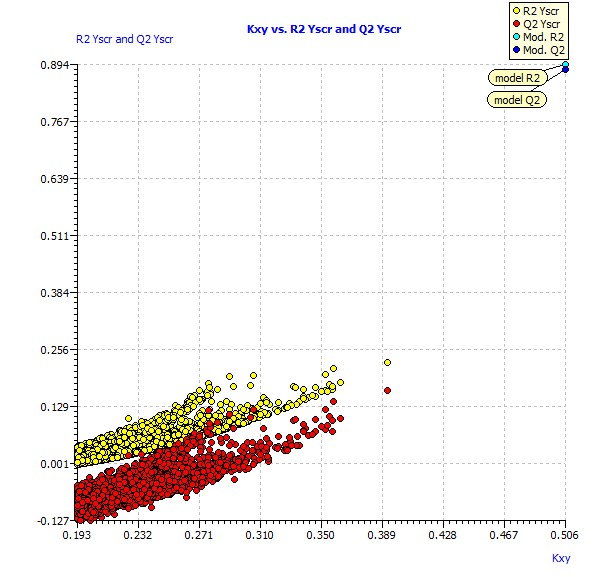 Kxy vs. R2 Yscr and Q2 Yscr
R2 Yscr and Q2 Yscr
R2 Yscr
Q2 Yscr
Mod. R2
Mod. Q2
model R2
model Q2
0.894
0.767
0.639
0.511
0.384
0.256
0.129
0.001
-0.127
0.193 0.232 0.271 0.310 0.350 0.389 0.428 0.467 0.506
Kxy